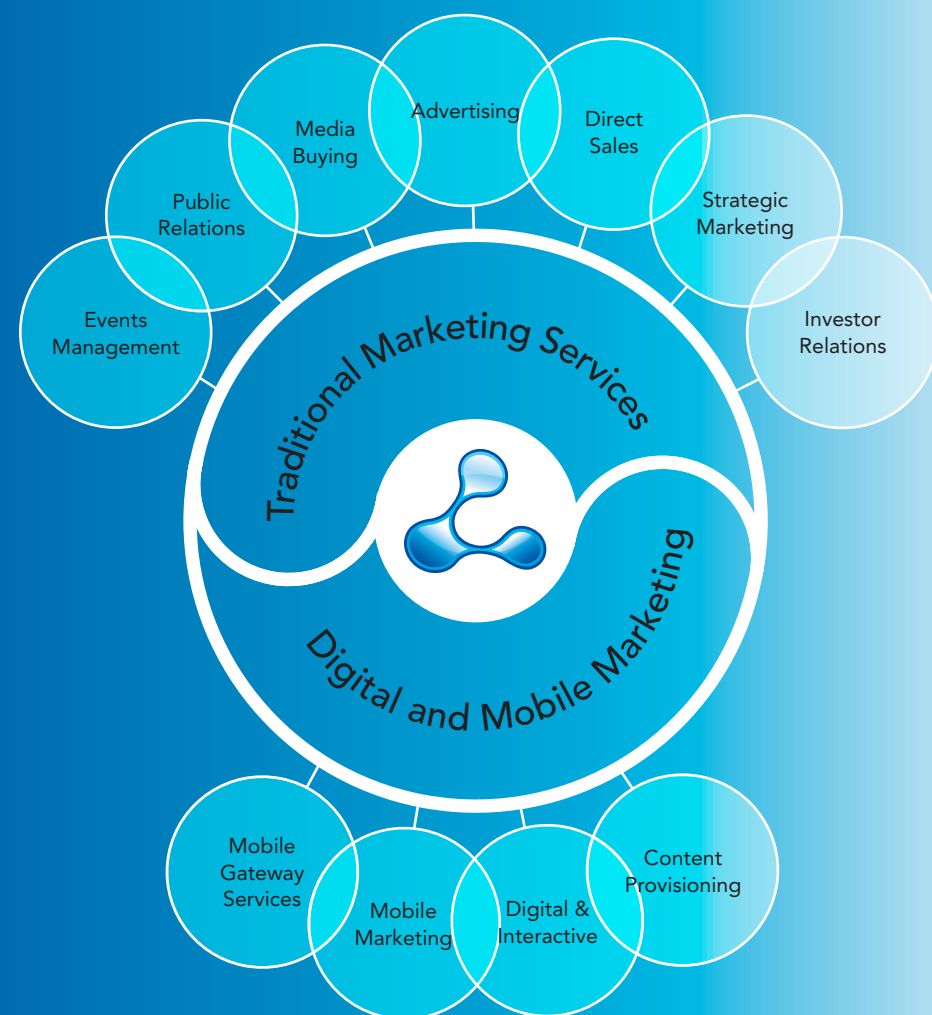 Advertising
Media
Buying
Direct
Sales
Public
Relations
Strategic
Marketing
Events
Management
Investor
Relations
Traditional Marketing Services
Digital and Mobile Marketing
Mobile
Gateway
Services
Mobile
Marketing
Digital &
Interactive
Content
Provisioning